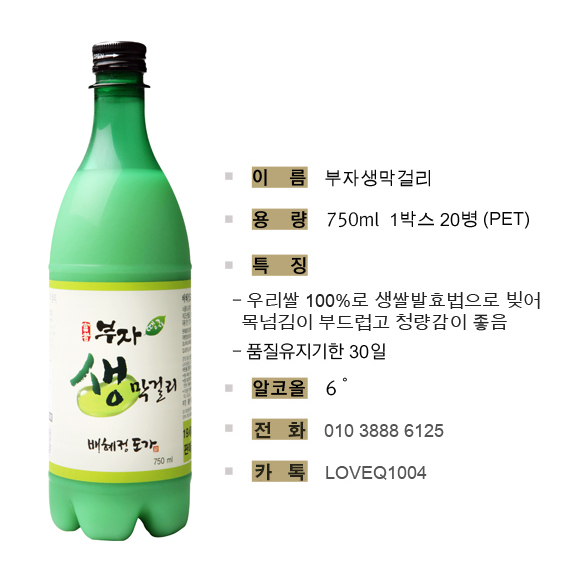 부자
생
막걸리
배혜정 도가
750 ml
이 름 부자생막걸리
용 량 750ml 1박스 20병 (PET)
특 징
- 우리쌀 100%로 생쌀발효법으로 빚어
목넘김이 부드럽고 청량감이 좋음
- 품질유지기한 30일
알코올 6˚
전 화 010 3888 6125
카 톡 LOVEQ1004